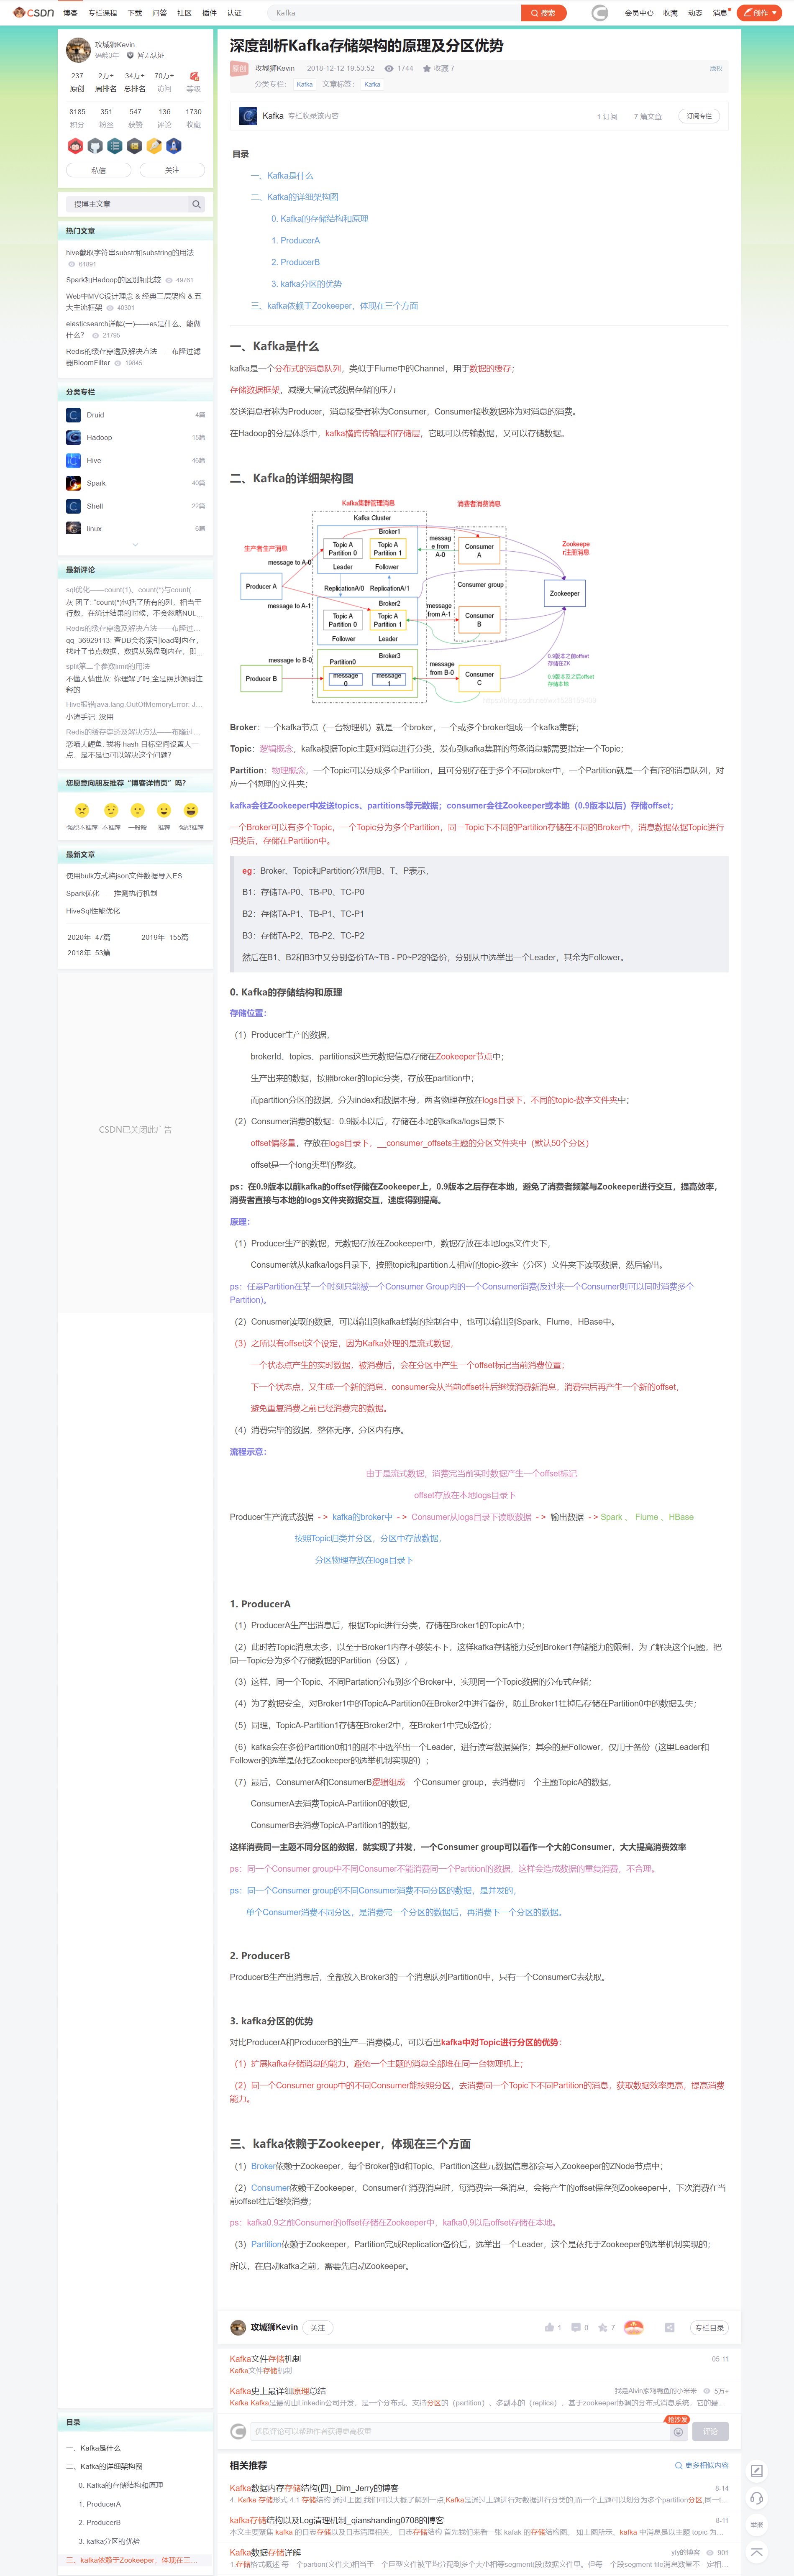 CSDN 博客 专栏课程 下载 问答 社区 插件 认证 Kafka 搜索 会员中心 收藏 动态 消息 创作
攻城狮Kevin
码龄3年 暂无认证
237 2万+ 34万+ 70万+
原创 周排名 总排名 访问 等级
8185 351 547 136 1730
积分 粉丝 获赞 评论 收藏
私信 关注
搜博主文章
热门文章
hive截取字符串substr和substring的用法
61891
Spark和Hadoop的区别和比较 49761
Web中MVC设计理念 & 经典三层架构 & 五
大主流框架 40301
elasticsearch详解(一)——es是什么、能做
什么？ 21795
Redis的缓存穿透及解决方法——布隆过滤
器BloomFilter 19645
分类专栏
Druid 4篇
Hadoop 15篇
Hive 46篇
Spark 40篇
Shell 22篇
linux 6篇
最新评论
sql优化——count(1)、count(*)与count(...
灰 团子: "count(*)包括了所有的列，相当于
行数，在统计结果的时候，不会忽略NUL ...
Redis的缓存穿透及解决方法——布隆过 ...
qq_36929113: 查DB会将索引load到内存，
找叶子节点数据，数据从磁盘到内存，即 ...
split第二个参数limit的用法
不懂人情世故: 你理解了吗,全是照抄源码注
释的
Hive报错java.lang.OutOfMemoryError: J...
小涛手记: 没用
Redis的缓存穿透及解决方法——布隆过 ...
恋喵大鲤鱼: 我将 hash 目标空间设置大一
点，是不是也可以解决这个问题？
您愿意向朋友推荐“博客详情页”吗？
强烈不推荐 不推荐 一般般 推荐 强烈推荐
最新文章
使用bulk方式将json文件数据导入ES
Spark优化——推测执行机制
HiveSql性能优化
2020年 47篇 2019年 155篇
2018年 53篇
CSDN已关闭此广告
目录
一、Kafka是什么
二、Kafka的详细架构图
0. Kafka的存储结构和原理
1. ProducerA
2. ProducerB
3. kafka分区的优势
三、kafka依赖于Zookeeper，体现在三...
深度剖析Kafka存储架构的原理及分区优势
原创 攻城狮Kevin 2018-12-12 19:53:52 1744 收藏 7 版权
分类专栏： Kafka 文章标签： Kafka
Kafka 专栏收录该内容 1 订阅 7 篇文章 订阅专栏
目录
一、Kafka是什么
二、Kafka的详细架构图
0. Kafka的存储结构和原理
1. ProducerA
2. ProducerB
3. kafka分区的优势
三、kafka依赖于Zookeeper，体现在三个方面
一、Kafka是什么
kafka是一个分布式的消息队列，类似于Flume中的Channel，用于数据的缓存；
存储数据框架，减缓大量流式数据存储的压力
发送消息者称为Producer，消息接受者称为Consumer，Consumer接收数据称为对消息的消费。
在Hadoop的分层体系中，kafka横跨传输层和存储层，它既可以传输数据，又可以存储数据。
二、Kafka的详细架构图
Kafka集群管理消息 消费者消费消息
Kafka Cluster
Broker1
生产者生产消息
Topic A
Partition 0
Topic A
Partition 1
Leader Follower
messag
e from
A-0
Consumer
A
Zookeepe
r注册消息
message to A-0
Producer A
ReplicationA/0 ReplicationA/1
Consumer group
Zookeeper
message to A-1
Broker2
Topic A
Partition 0
Topic A
Partition 1
Follower Leader
message
from A-1
Consumer
B
message to B-0
Broker3
Partition0
Producer B
message
0
message
1
message
from B-0
Consumer
C
0.9版本之前offset
存储在ZK
0.9版本及之后offset
存储本地
Broker：一个kafka节点（一台物理机）就是一个broker，一个或多个broker组成一个kafka集群；
Topic：逻辑概念，kafka根据Topic主题对消息进行分类，发布到kafka集群的每条消息都需要指定一个Topic；
Partition：物理概念，一个Topic可以分成多个Partition，且可分别存在于多个不同broker中，一个Partition就是一个有序的消息队列，对
应一个物理的文件夹；
kafka会往Zookeeper中发送topics、partitions等元数据；consumer会往Zookeeper或本地（0.9版本以后）存储offset；
一个Broker可以有多个Topic，一个Topic分为多个Partition，同一Topic下不同的Partition存储在不同的Broker中，消息数据依据Topic进行
归类后，存储在Partition中。
eg：Broker、Topic和Partition分别用B、T、P表示，
B1：存储TA-P0、TB-P0、TC-P0
B2：存储TA-P1、TB-P1、TC-P1
B3：存储TA-P2、TB-P2、TC-P2
然后在B1、B2和B3中又分别备份TA~TB - P0~P2的备份，分别从中选举出一个Leader，其余为Follower。
0. Kafka的存储结构和原理
存储位置：
（1）Producer生产的数据，
brokerId、topics、partitions这些元数据信息存储在Zookeeper节点中；
生产出来的数据，按照broker的topic分类，存放在partition中；
而partition分区的数据，分为index和数据本身，两者物理存放在logs目录下，不同的topic-数字文件夹中；
（2）Consumer消费的数据：0.9版本以后，存储在本地的kafka/logs目录下
offset偏移量，存放在logs目录下，__consumer_offsets主题的分区文件夹中（默认50个分区）
offset是一个long类型的整数。
ps：在0.9版本以前kafka的offset存储在Zookeeper上，0.9版本之后存在本地，避免了消费者频繁与Zookeeper进行交互，提高效率，
消费者直接与本地的logs文件夹数据交互，速度得到提高。
原理：
（1）Producer生产的数据，元数据存放在Zookeeper中，数据存放在本地logs文件夹下，
Consumer就从kafka/logs目录下，按照topic和partition去相应的topic-数字（分区）文件夹下读取数据，然后输出。
ps：任意Partition在某一个时刻只能被一个Consumer Group内的一个Consumer消费(反过来一个Consumer则可以同时消费多个
Partition)。
（2）Conusmer读取的数据，可以输出到kafka封装的控制台中，也可以输出到Spark、Flume、HBase中。
（3）之所以有offset这个设定，因为Kafka处理的是流式数据，
一个状态点产生的实时数据，被消费后，会在分区中产生一个offset标记当前消费位置；
下一个状态点，又生成一个新的消息，consumer会从当前offset往后继续消费新消息，消费完后再产生一个新的offset，
避免重复消费之前已经消费完的数据。
（4）消费完毕的数据，整体无序，分区内有序。
流程示意：
由于是流式数据，消费完当前实时数据产生一个offset标记
offset存放在本地logs目录下
Producer生产流式数据 - > kafka的broker中 - > Consumer从logs目录下读取数据 - > 输出数据 - > Spark 、 Flume 、HBase
按照Topic归类并分区，分区中存放数据，
分区物理存放在logs目录下
1. ProducerA
（1）ProducerA生产出消息后，根据Topic进行分类，存储在Broker1的TopicA中；
（2）此时若Topic消息太多，以至于Broker1内存不够装不下，这样kafka存储能力受到Broker1存储能力的限制，为了解决这个问题，把
同一Topic分为多个存储数据的Partition（分区），
（3）这样，同一个Topic、不同Partation分布到多个Broker中，实现同一个Topic数据的分布式存储；
（4）为了数据安全，对Broker1中的TopicA-Partition0在Broker2中进行备份，防止Broker1挂掉后存储在Partition0中的数据丢失；
（5）同理，TopicA-Partition1存储在Broker2中，在Broker1中完成备份；
（6）kafka会在多份Partition0和1的副本中选举出一个Leader，进行读写数据操作；其余的是Follower，仅用于备份（这里Leader和
Follower的选举是依托Zookeeper的选举机制实现的）；
（7）最后，ConsumerA和ConsumerB逻辑组成一个Consumer group，去消费同一个主题TopicA的数据，
ConsumerA去消费TopicA-Partition0的数据，
ConsumerB去消费TopicA-Partition1的数据，
这样消费同一主题不同分区的数据，就实现了并发，一个Consumer group可以看作一个大的Consumer，大大提高消费效率
ps：同一个Consumer group中不同Consumer不能消费同一个Partition的数据，这样会造成数据的重复消费，不合理。
ps：同一个Consumer group的不同Consumer消费不同分区的数据，是并发的，
单个Consumer消费不同分区，是消费完一个分区的数据后，再消费下一个分区的数据。
2. ProducerB
ProducerB生产出消息后，全部放入Broker3的一个消息队列Partition0中，只有一个ConsumerC去获取。
3. kafka分区的优势
对比ProducerA和ProducerB的生产—消费模式，可以看出kafka中对Topic进行分区的优势：
（1）扩展kafka存储消息的能力，避免一个主题的消息全部堆在同一台物理机上；
（2）同一个Consumer group中的不同Consumer能按照分区，去消费同一个Topic下不同Partition的消息，获取数据效率更高，提高消费
能力。
三、kafka依赖于Zookeeper，体现在三个方面
（1）Broker依赖于Zookeeper，每个Broker的id和Topic、Partition这些元数据信息都会写入Zookeeper的ZNode节点中；
（2）Consumer依赖于Zookeeper，Consumer在消费消息时，每消费完一条消息，会将产生的offset保存到Zookeeper中，下次消费在当
前offset往后继续消费；
ps：kafka0.9之前Consumer的offset存储在Zookeeper中，kafka0.9以后offset存储在本地。
（3）Partition依赖于Zookeeper，Partition完成Replication备份后，选举出一个Leader，这个是依托于Zookeeper的选举机制实现的；
所以，在启动kafka之前，需要先启动Zookeeper。
攻城狮Kevin 关注 1 0 7 专栏目录
Kafka文件存储机制 05-11
Kafka文件存储机制
Kafka史上最详细原理总结 我是Alvin家鸡鸭鱼的小米米 5万+
Kafka Kafka是最初由Linkedin公司开发，是一个分布式、支持分区的（partition）、多副本的（replica），基于zookeeper协调的分布式消息系统，它的最...
优质评论可以帮助作者获得更高权重 抢沙发 评论
相关推荐 更多相似内容
Kafka数据内存存储结构(四)_Dim_Jerry的博客 8-14
4. Kafka 存储形式 4.1 存储结构 通过上图,我们可以大概了解到一点,Kafka是通过主题进行对数据进行分类的,而一个主题可以划分为多个partition分区,同一t...
kafka存储结构以及Log清理机制_qianshanding0708的博客 8-11
本文主要聚焦 kafka 的日志存储以及日志清理相关。 日志存储结构 首先我们来看一张 kafak 的存储结构图。 如上图所示、kafka 中消息是以主题 topic 为...
Kafka数据存储详解 yfy的博客 901
1.存储格式概述 每一个partion(文件夹)相当于一个巨型文件被平均分配到多个大小相等segment(段)数据文件里。但每一个段segment file消息数量不一定相...
举报